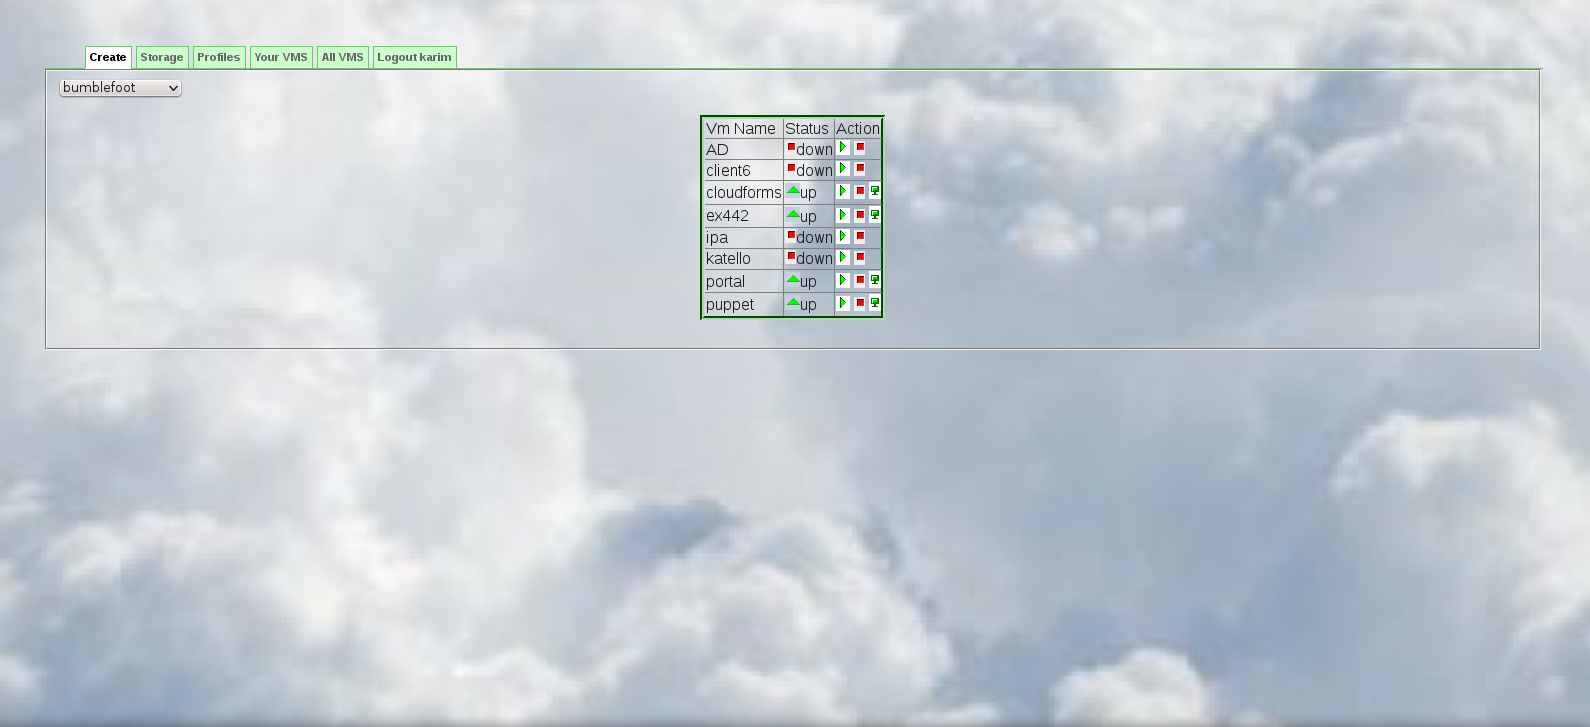 Create Storage Profiles Your VMS All VMS Logout karim
bumblefoot
Vm Name Status Action
AD down
client6 down
cloudforms up
ex442 up
ipa down
katello down
portal up
puppet up